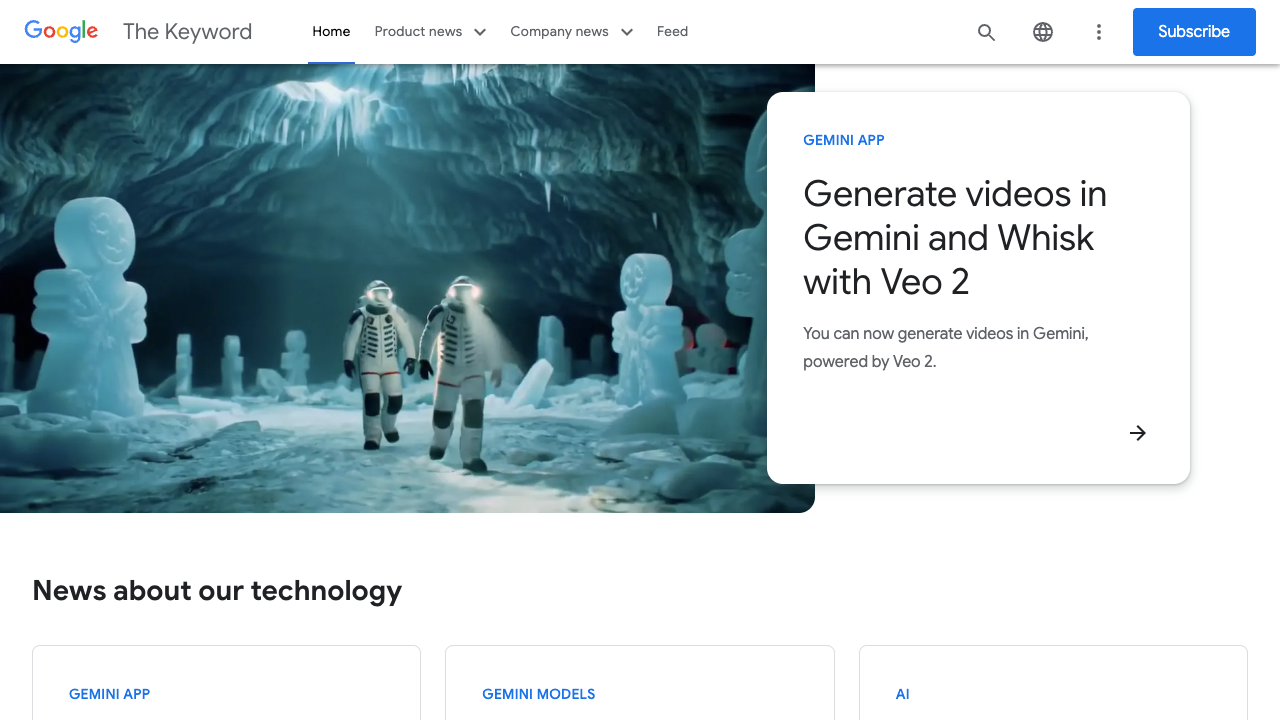 Google The Keyword Home Product news Company news Feed Subscribe
GEMINI APP
Generate videos in
Gemini and Whisk
with Veo 2
You can now generate videos in Gemini,
powered by Veo 2.
News about our technology
GEMINI APP
GEMINI MODELS
AI